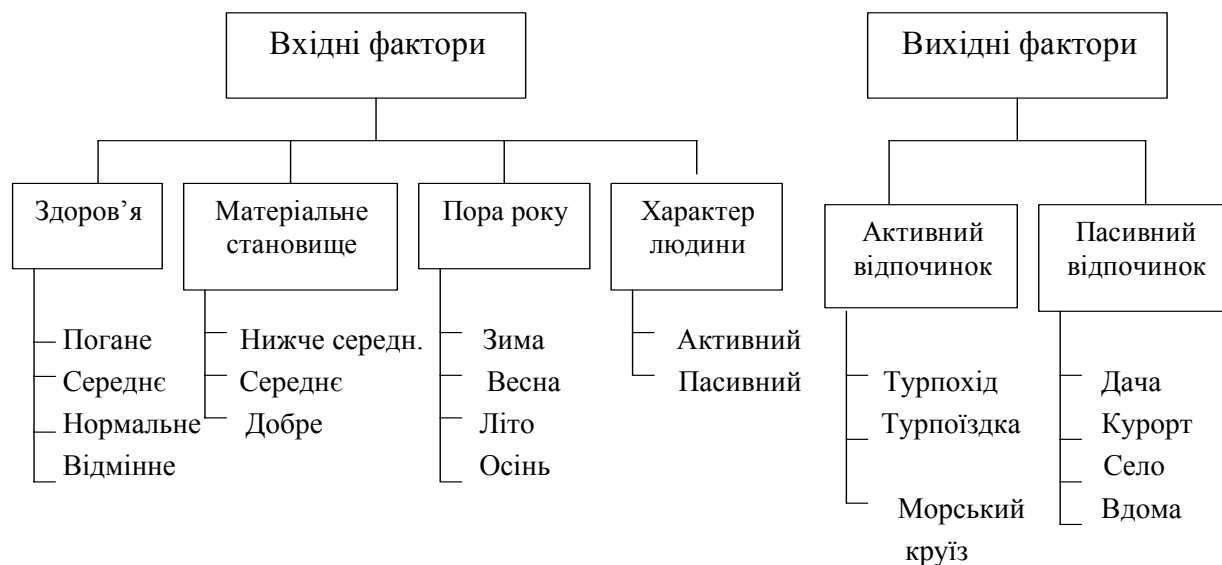 Вхідні фактори
Вихідні фактори
Здоров’я
Матеріальне
становище
Пора року
Характер
людини
Активний
відпочинок
Пасивний
відпочинок
Погане
Середнє
Нормальне
Відмінне
Нижче середн.
Середнє
Добре
Зима
Весна
Літо
Осінь
Активний
Пасивний
Турпохід
Турпоїздка
Морський
круїз
Дача
Курорт
Село
Вдома